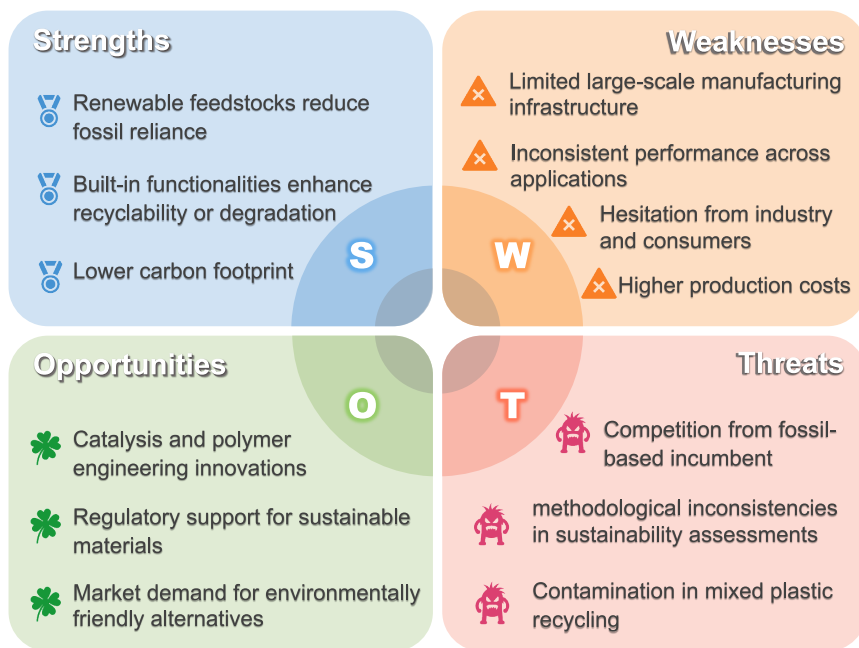 Strengths
Renewable feedstocks reduce
fossil reliance
Built-in functionalities enhance
recyclability or degradation
Lower carbon footprint
S
Weaknesses
Limited large-scale manufacturing
infrastructure
Inconsistent performance across
applications
Hesitation from industry
and consumers
Higher production costs
W
Opportunities
O
Catalysis and polymer
engineering innovations
Regulatory support for sustainable
materials
Market demand for environmentally
friendly alternatives
Threats
T
Competition from fossil-
based incumbent
methodological inconsistencies
in sustainability assessments
Contamination in mixed plastic
recycling